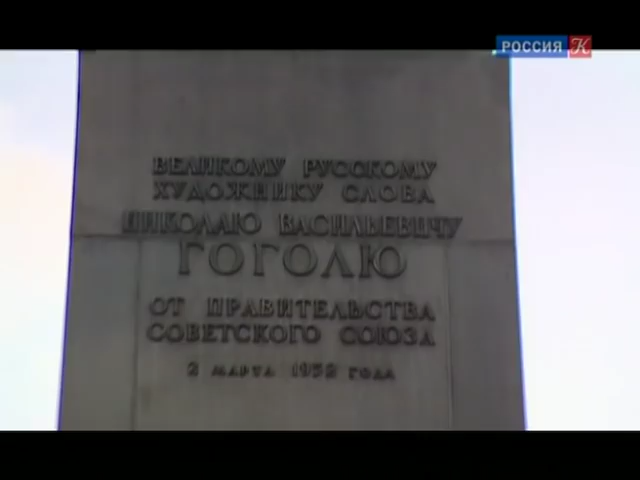 РОССИЯ К
ВЕЛИКОМУ РУССКОМУ
ХУДОЖНИКУ СЛОВА
НИКОЛАЮ ВАСИЛЬЕВИЧУ
ГОГОЛЮ
ОТ ПРАВИТЕЛЬСТВА
СОВЕТСКОГО СОЮЗА
2 МАРТА 1952 ГОДА